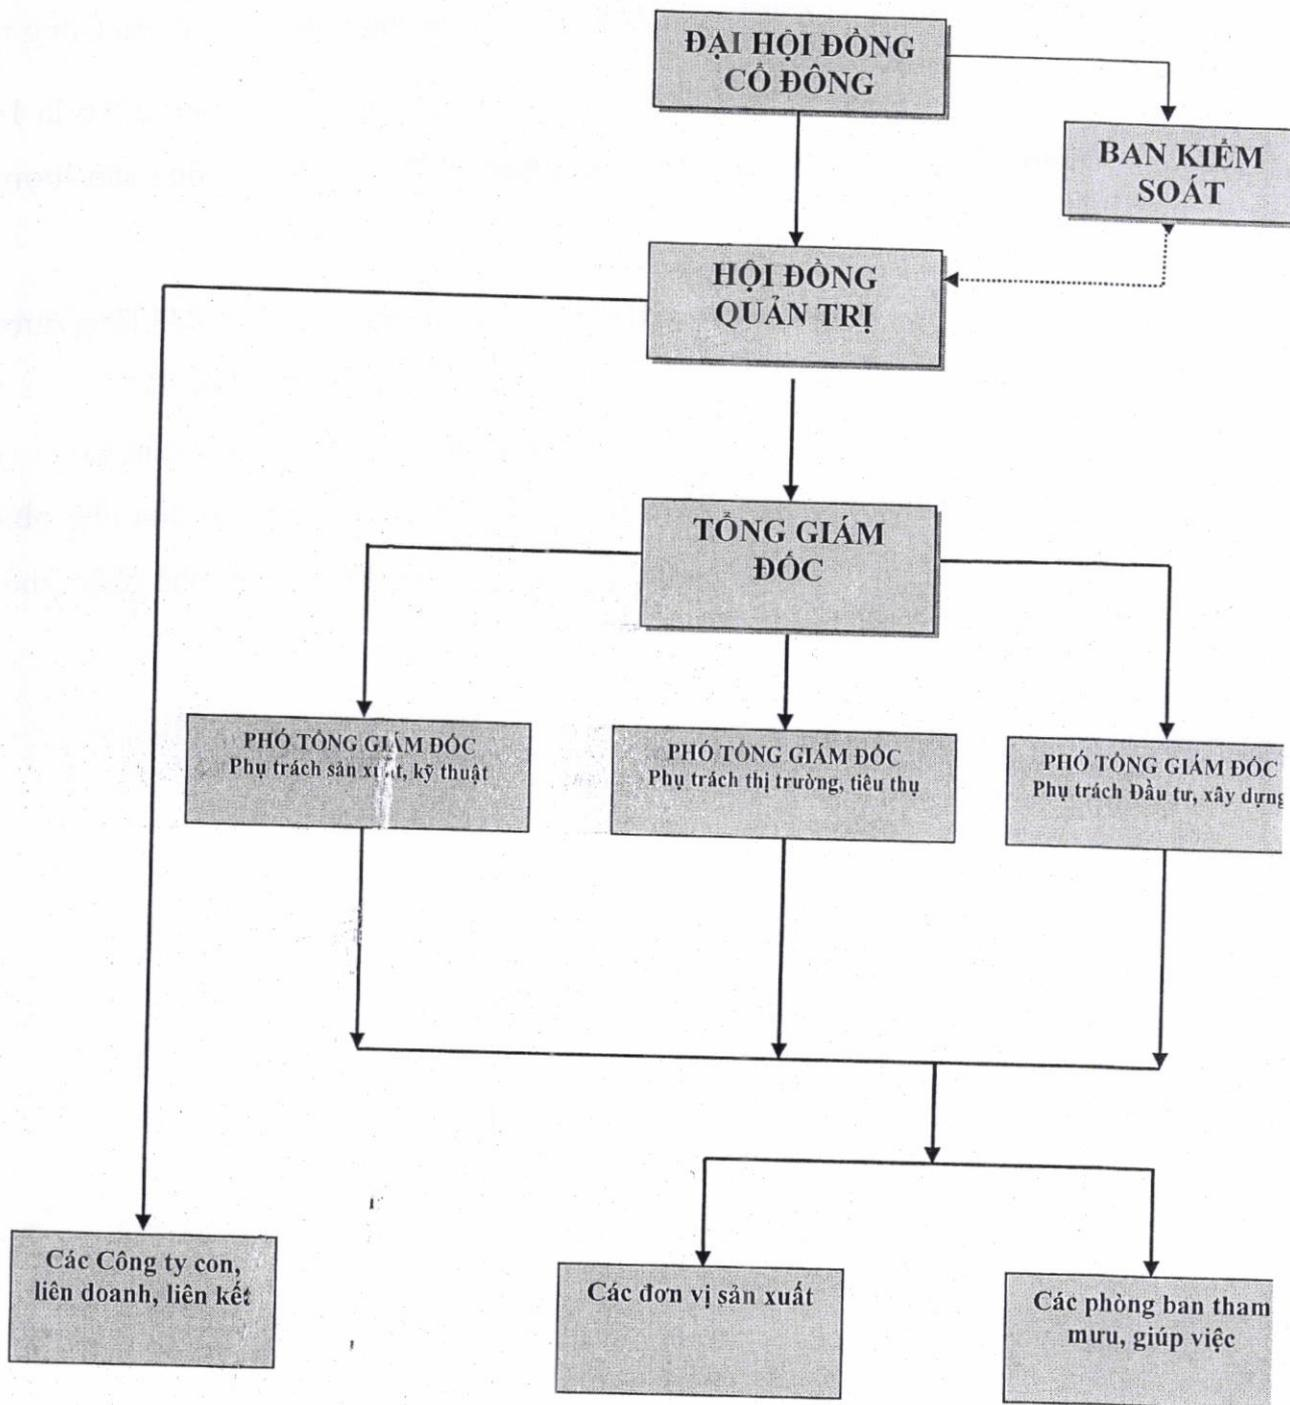 ĐẠI HỘI ĐỒNG
CỔ ĐÔNG
BAN KIỂM
SOÁT
HỘI ĐỒNG
QUẢN TRỊ
TỔNG GIÁM
ĐỐC
PHÓ TỔNG GIÁM ĐỐC
Phụ trách sản xuất, kỹ thuật
PHÓ TỔNG GIÁM ĐỐC
Phụ trách thị trường, tiêu thụ
PHÓ TỔNG GIÁM ĐỐC
Phụ trách Đầu tư, xây dựng
Các Công ty con,
liên doanh, liên kết
Các đơn vị sản xuất
Các phòng ban tham
mưu, giúp việc